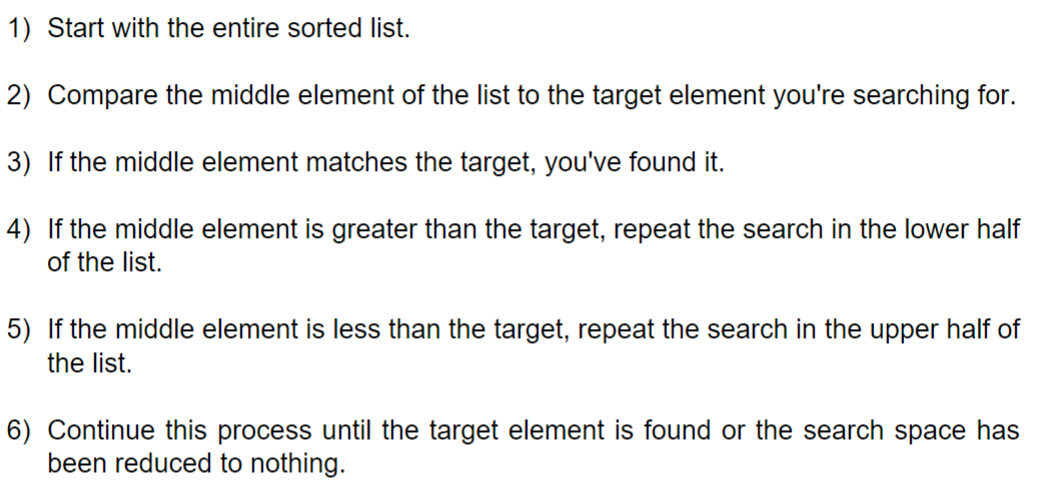 1) Start with the entire sorted list.
2) Compare the middle element of the list to the target element you're searching for.
3) If the middle element matches the target, you've found it.
4) If the middle element is greater than the target, repeat the search in the lower half
of the list.
5) If the middle element is less than the target, repeat the search in the upper half of
the list.
6) Continue this process until the target element is found or the search space has
been reduced to nothing.